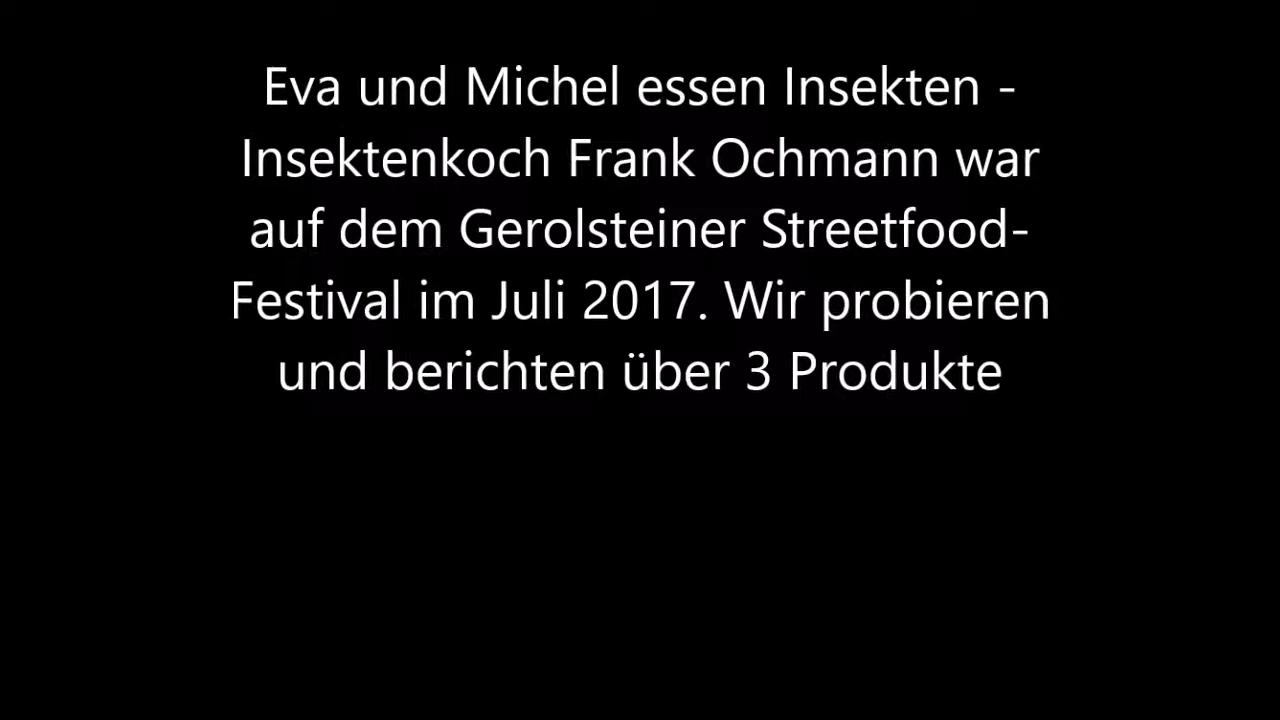 Eva und Michel essen Insekten -
Insektenkoch Frank Ochmann war
auf dem Gerolsteiner Streetfood-
Festival im Juli 2017. Wir probieren
und berichten über 3 Produkte